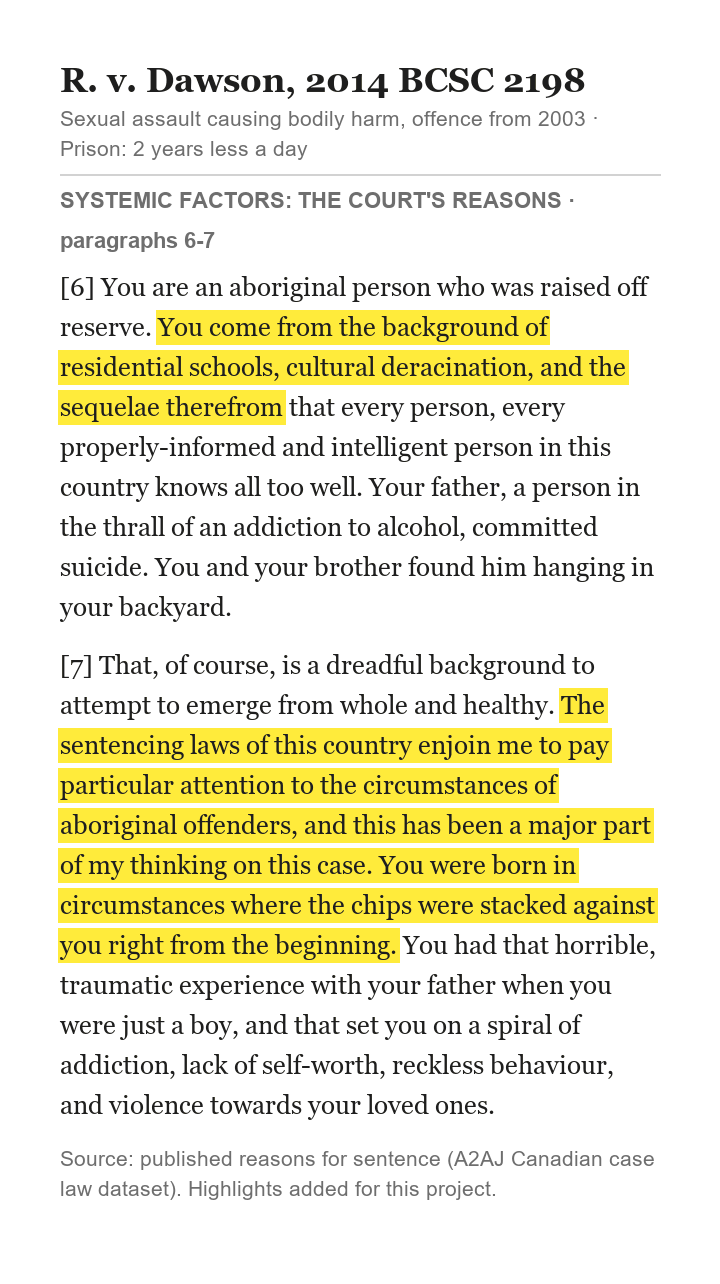 R. v. Dawson, 2014 BCSC 2198
Sexual assault causing bodily harm, offence from 2003 ·
Prison: 2 years less a day
SYSTEMIC FACTORS: THE COURT'S REASONS ·
paragraphs 6-7
[6] You are an aboriginal person who was raised off
reserve. You come from the background of
residential schools, cultural deracination, and the
sequelae therefrom that every person, every
properly-informed and intelligent person in this
country knows all too well. Your father, a person in
the thrall of an addiction to alcohol, committed
suicide. You and your brother found him hanging in
your backyard.
[7] That, of course, is a dreadful background to
attempt to emerge from whole and healthy. The
sentencing laws of this country enjoin me to pay
particular attention to the circumstances of
aboriginal offenders, and this has been a major part
of my thinking on this case. You were born in
circumstances where the chips were stacked against
you right from the beginning. You had that horrible,
traumatic experience with your father when you
were just a boy, and that set you on a spiral of
addiction, lack of self-worth, reckless behaviour,
and violence towards your loved ones.
Source: published reasons for sentence (A2AJ Canadian case
law dataset). Highlights added for this project.